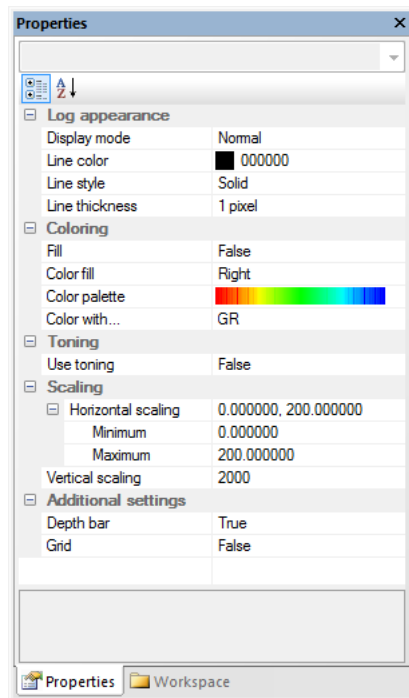 Properties
A
Z
Log appearance
Display mode Normal
Line color 000000
Line style Solid
Line thickness 1 pixel
Coloring
Fill False
Color fill Right
Color palette
Color with... GR
Toning
Use toning False
Scaling
Horizontal scaling 0.000000, 200.000000
Minimum 0.000000
Maximum 200.000000
Vertical scaling 2000
Additional settings
Depth bar True
Grid False
Properties Workspace